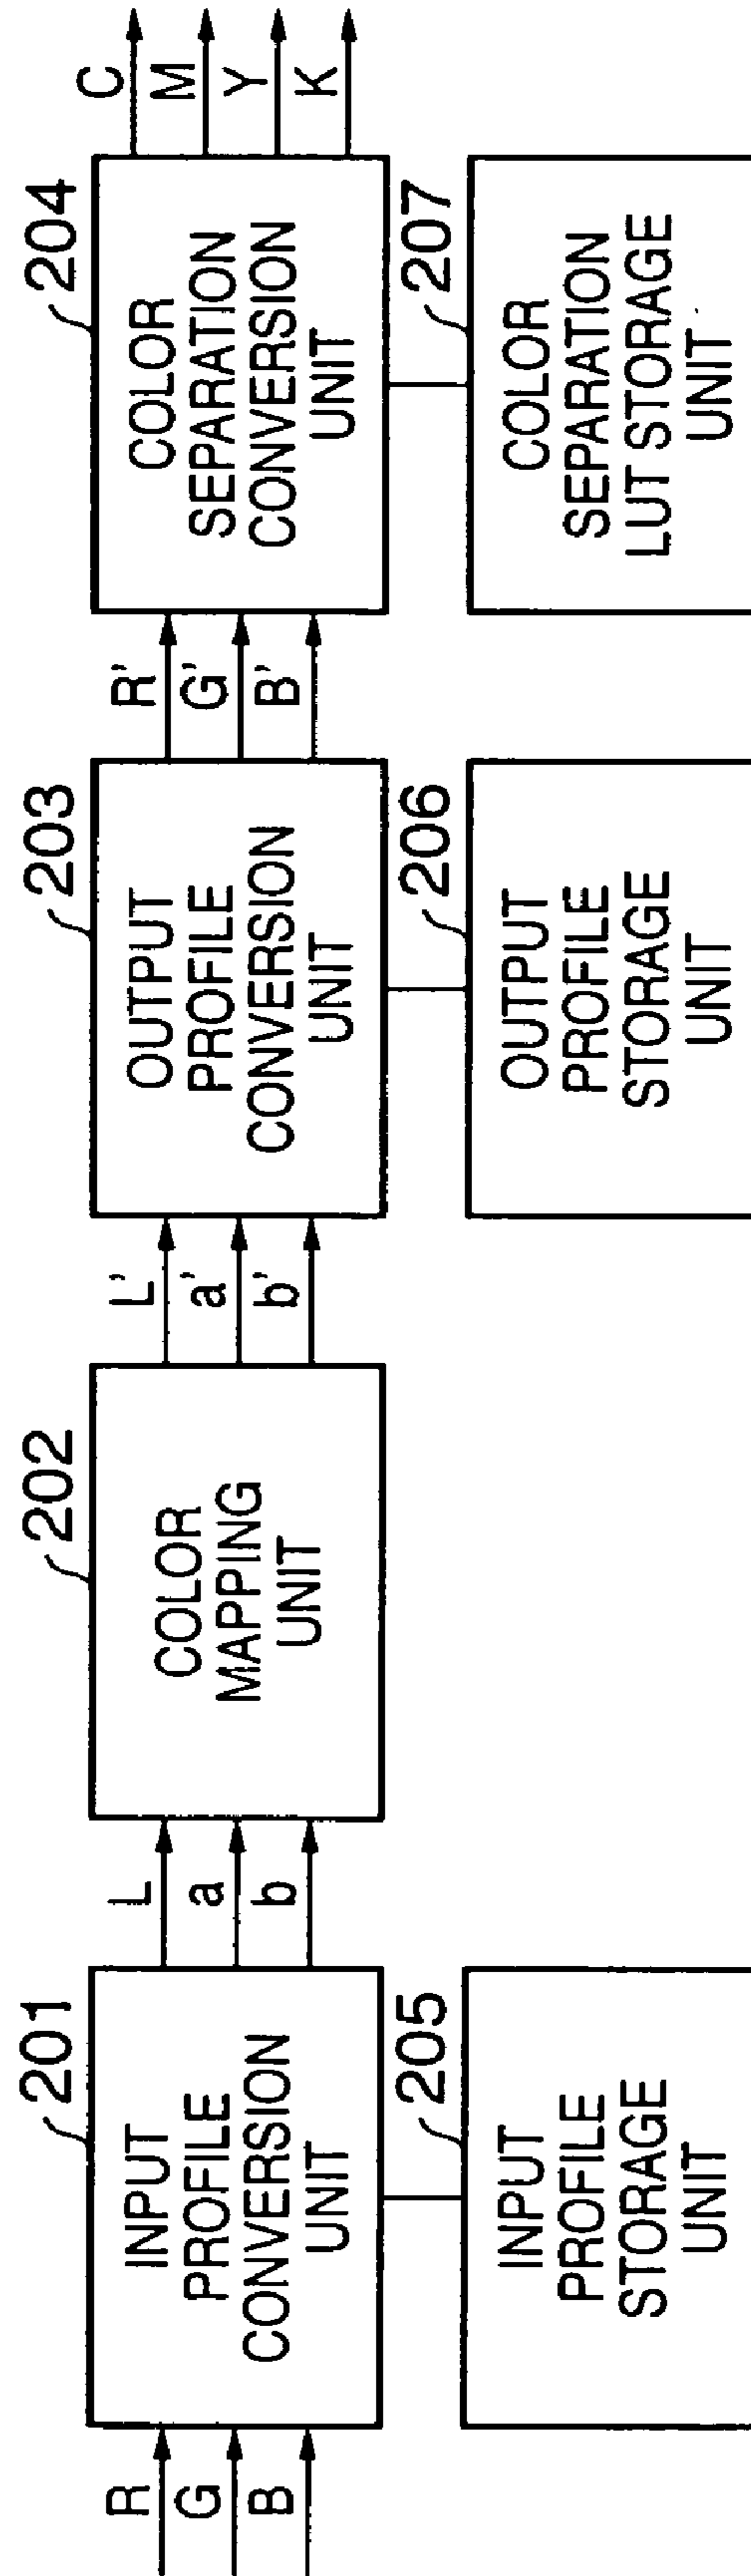 R
G
B
201
INPUT
PROFILE
CONVERSION
UNIT
205
INPUT
PROFILE
STORAGE
UNIT
L
a
b
202
COLOR
MAPPING
UNIT
L'
a'
b'
203
OUTPUT
PROFILE
CONVERSION
UNIT
206
OUTPUT
PROFILE
STORAGE
UNIT
R'
G'
B'
204
COLOR
SEPARATION
CONVERSION
UNIT
207
COLOR
SEPARATION
LUT STORAGE
UNIT
C
M
Y
K